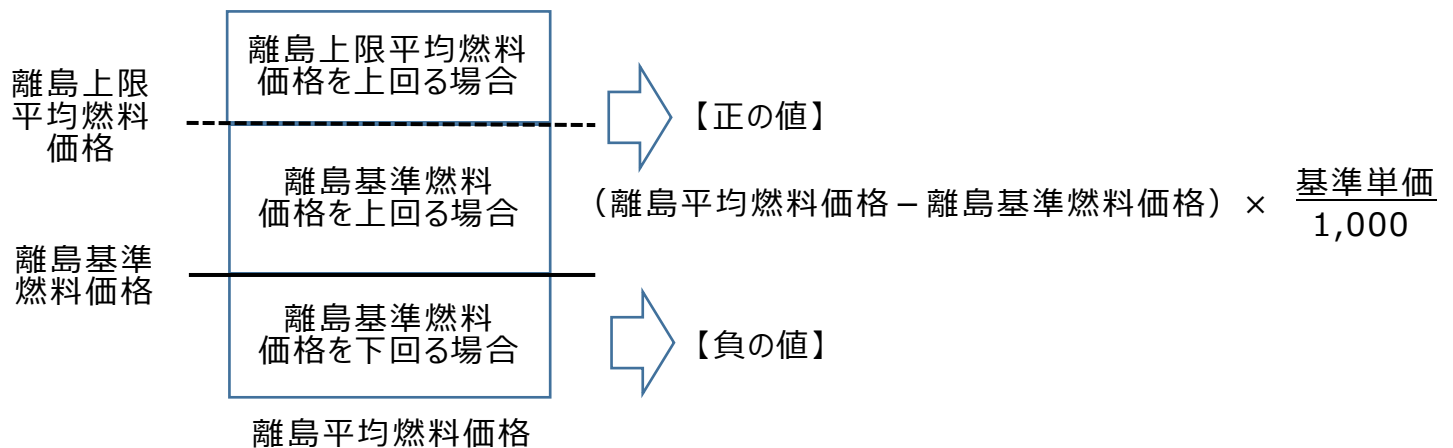 離島上限平均燃料
価格を上回る場合
離島上限
平均燃料
価格
【正の値】
離島基準燃料
価格を上回る場合
(離島平均燃料価格－離島基準燃料価格) × 基準単価
1,000
離島基準
燃料価格
離島基準燃料
価格を下回る場合
【負の値】
離島平均燃料価格